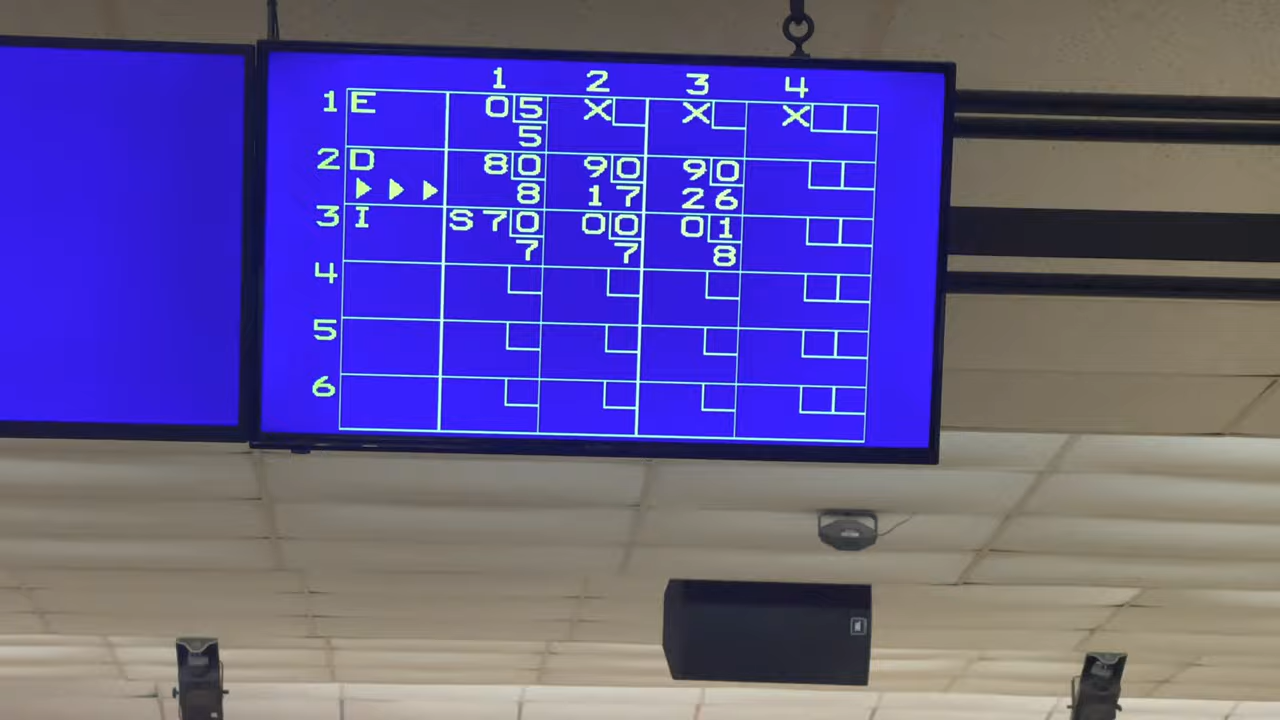 1 2 3 4
1 E 0 5 X X X
5
2 D 8 0 9 0 9 0
▶ ▶ ▶ 8 17 26
3 I S 7 0 0 0 0 1
7 7 8
4
5
6